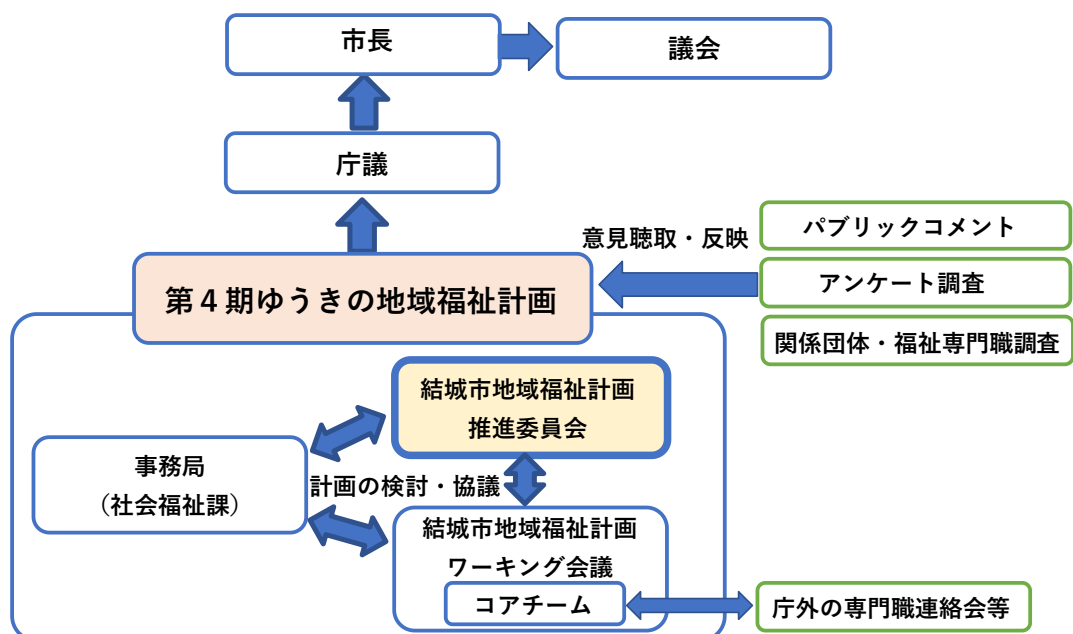 市長
議会
庁議
意見聴取・反映
パブリックコメント
アンケート調査
関係団体・福祉専門職調査
第４期ゆうきの地域福祉計画
結城市地域福祉計画
推進委員会
事務局
（社会福祉課）
計画の検討・協議
結城市地域福祉計画
ワーキング会議
コアチーム
庁外の専門職連絡会等